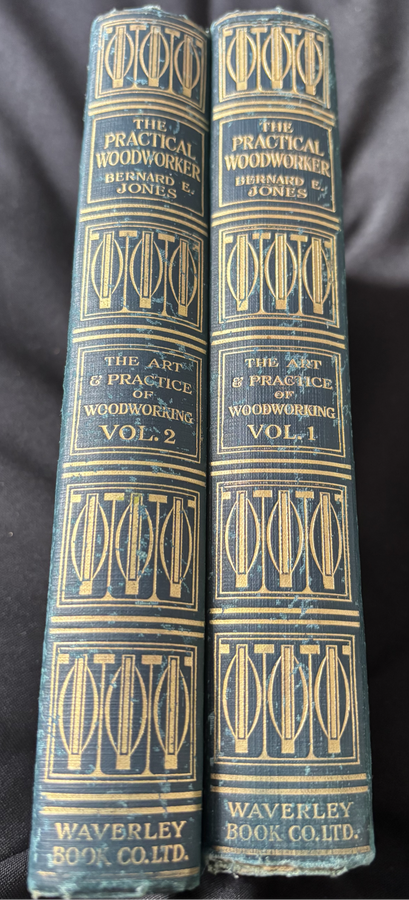 THE
PRACTICAL
WOODWORKER
BERNARD E.
JONES
THE ART
& PRACTICE
OF
WOODWORKING
VOL. 2
WAVERLEY
BOOK CO. LTD.
THE
PRACTICAL
WOODWORKER
BERNARD E.
JONES
THE ART
& PRACTICE
OF
WOODWORKING
VOL. 1
WAVERLEY
BOOK CO. LTD.